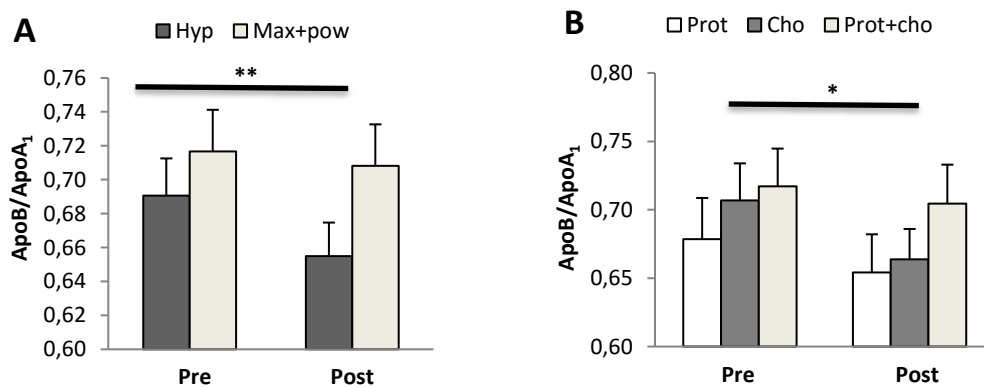 A
Hyp Max+pow
**
0,76
0,74
0,72
0,70
0,68
0,66
0,64
0,62
0,60
ApoB/ApoA₁
Pre Post
B
Prot Cho Prot+cho
*
0,80
0,75
0,70
0,65
0,60
ApoB/ApoA₁
Pre Post